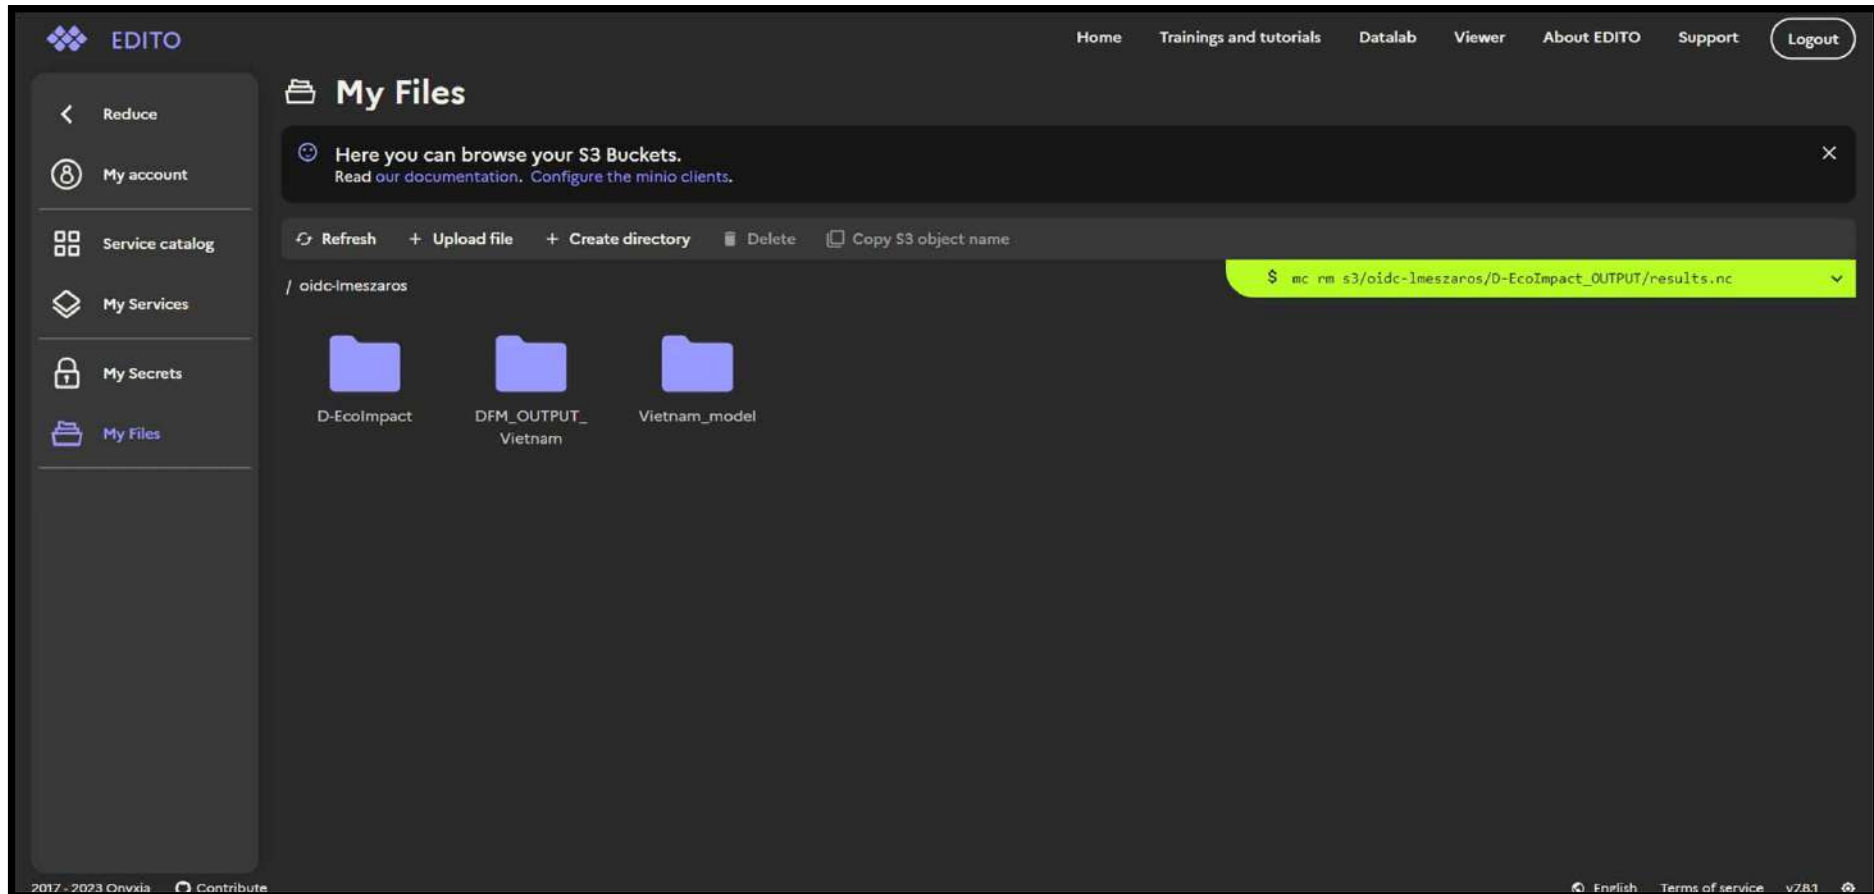 EDITO
Home Trainings and tutorials Datalab Viewer About EDITO Support Logout
Reduce
My account
Service catalog
My Services
My Secrets
My Files
My Files
Here you can browse your S3 Buckets.
Read our documentation. Configure the minio clients.
Refresh + Upload file + Create directory Delete Copy S3 object name
/ oidc-lmeszaros
$ mc rm s3/oidc-lmeszaros/D-EcoImpact_OUTPUT/results.nc
D-EcoImpact
DFM_OUTPUT_
Vietnam
Vietnam_model
2017 - 2023 Onyxia Contribute
English Terms of service v7.8.1